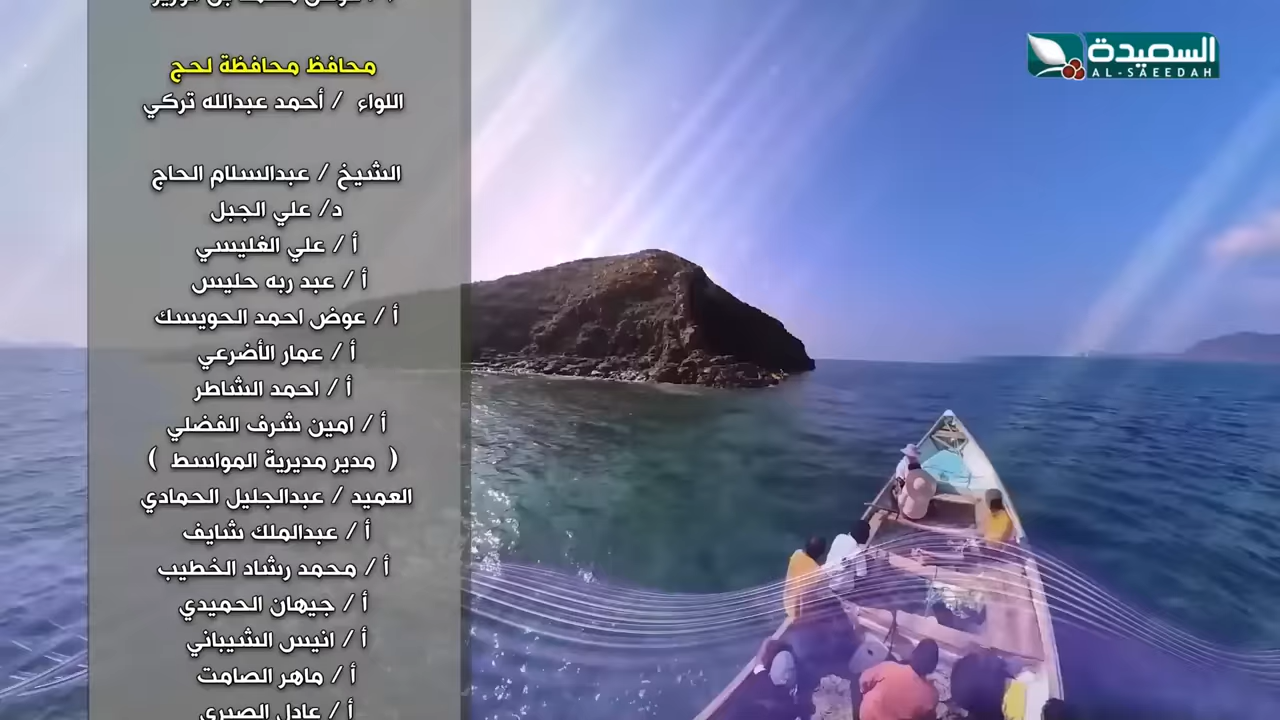 محافظ محافظة لحج
اللواء / أحمد عبدالله تركي
الشيخ / عبدالسلام الحاج
د/ علي الجبل
أ / علي الغليسي
أ / عبد ربه حليس
أ / عوض احمد الحويسك
أ / عمار الأضرعي
أ / احمد الشاطر
أ / امين شرف الفضلي
( مدير مديرية المواسط )
العميد / عبدالجليل الحمادي
أ / عبدالملك شايف
أ / محمد رشاد الخطيب
أ / جيهان الحميدي
أ / انيس الشيباني
أ / ماهر الصامت
أ / عادل الصبري
السعيدة
AL-SAEEDAH